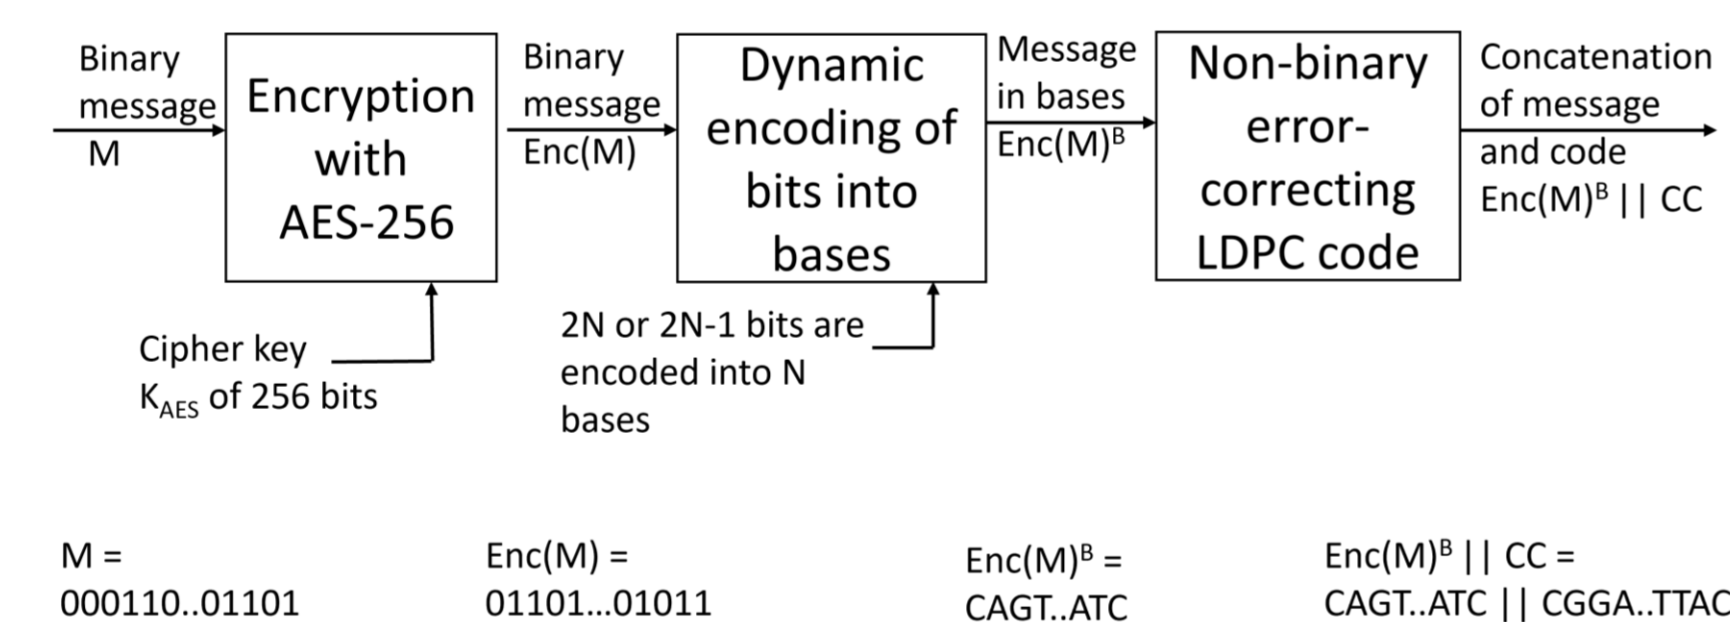 Binary
message
M
Encryption
with
AES-256
Cipher key
K_AES of 256 bits
Binary
message
Enc(M)
Dynamic
encoding of
bits into
bases
2N or 2N-1 bits are
encoded into N
bases
Message
in bases
Enc(M)ᴮ
Non-binary
error-
correcting
LDPC code
Concatenation
of message
and code
Enc(M)ᴮ || CC
M =
000110..01101
Enc(M) =
01101...01011
Enc(M)ᴮ =
CAGT..ATC
Enc(M)ᴮ || CC =
CAGT..ATC || CGGA..TTAC